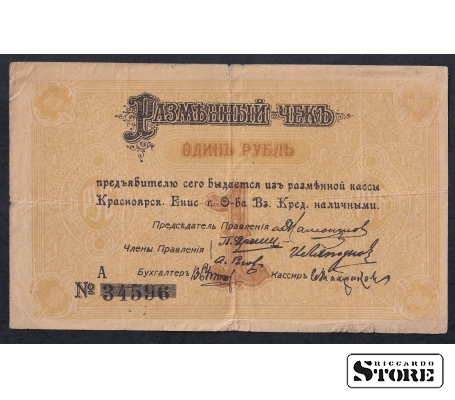 Размѣнный чекъ
ОДИНЪ РУБЛЬ
предъявителю сего выдается изъ размѣнной кассы
Красноярск. Енис г. О-ва Вз. Кред. наличными.
1
Предсѣдатель Правленія
Члены Правленія
Бухгалтеръ Кассиръ
А
№ 34596
RICCARDO
STORE